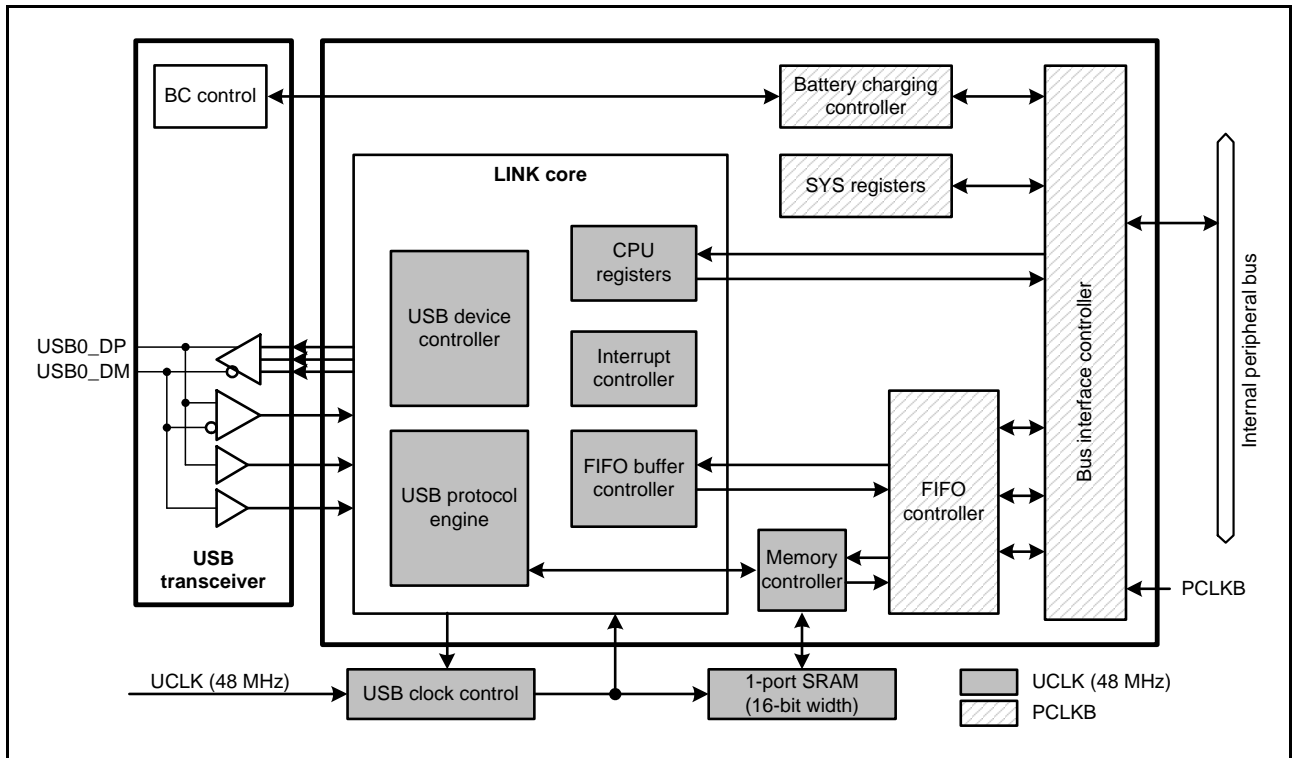 BC control
Battery charging
controller
LINK core
SYS registers
CPU
registers
USB device
controller
Interrupt
controller
USB0_DP
USB0_DM
FIFO buffer
controller
USB protocol
engine
FIFO
controller
Memory
controller
Bus interface controller
Internal peripheral bus
USB
transceiver
PCLKB
UCLK (48 MHz)
USB clock control
1-port SRAM
(16-bit width)
UCLK (48 MHz)
PCLKB